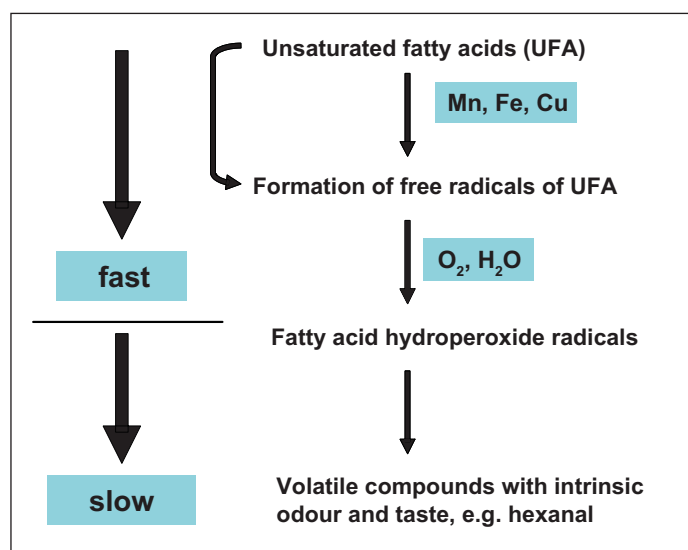 Unsaturated fatty acids (UFA)
Mn, Fe, Cu
Formation of free radicals of UFA
O₂, H₂O
fast
Fatty acid hydroperoxide radicals
slow
Volatile compounds with intrinsic
odour and taste, e.g. hexanal